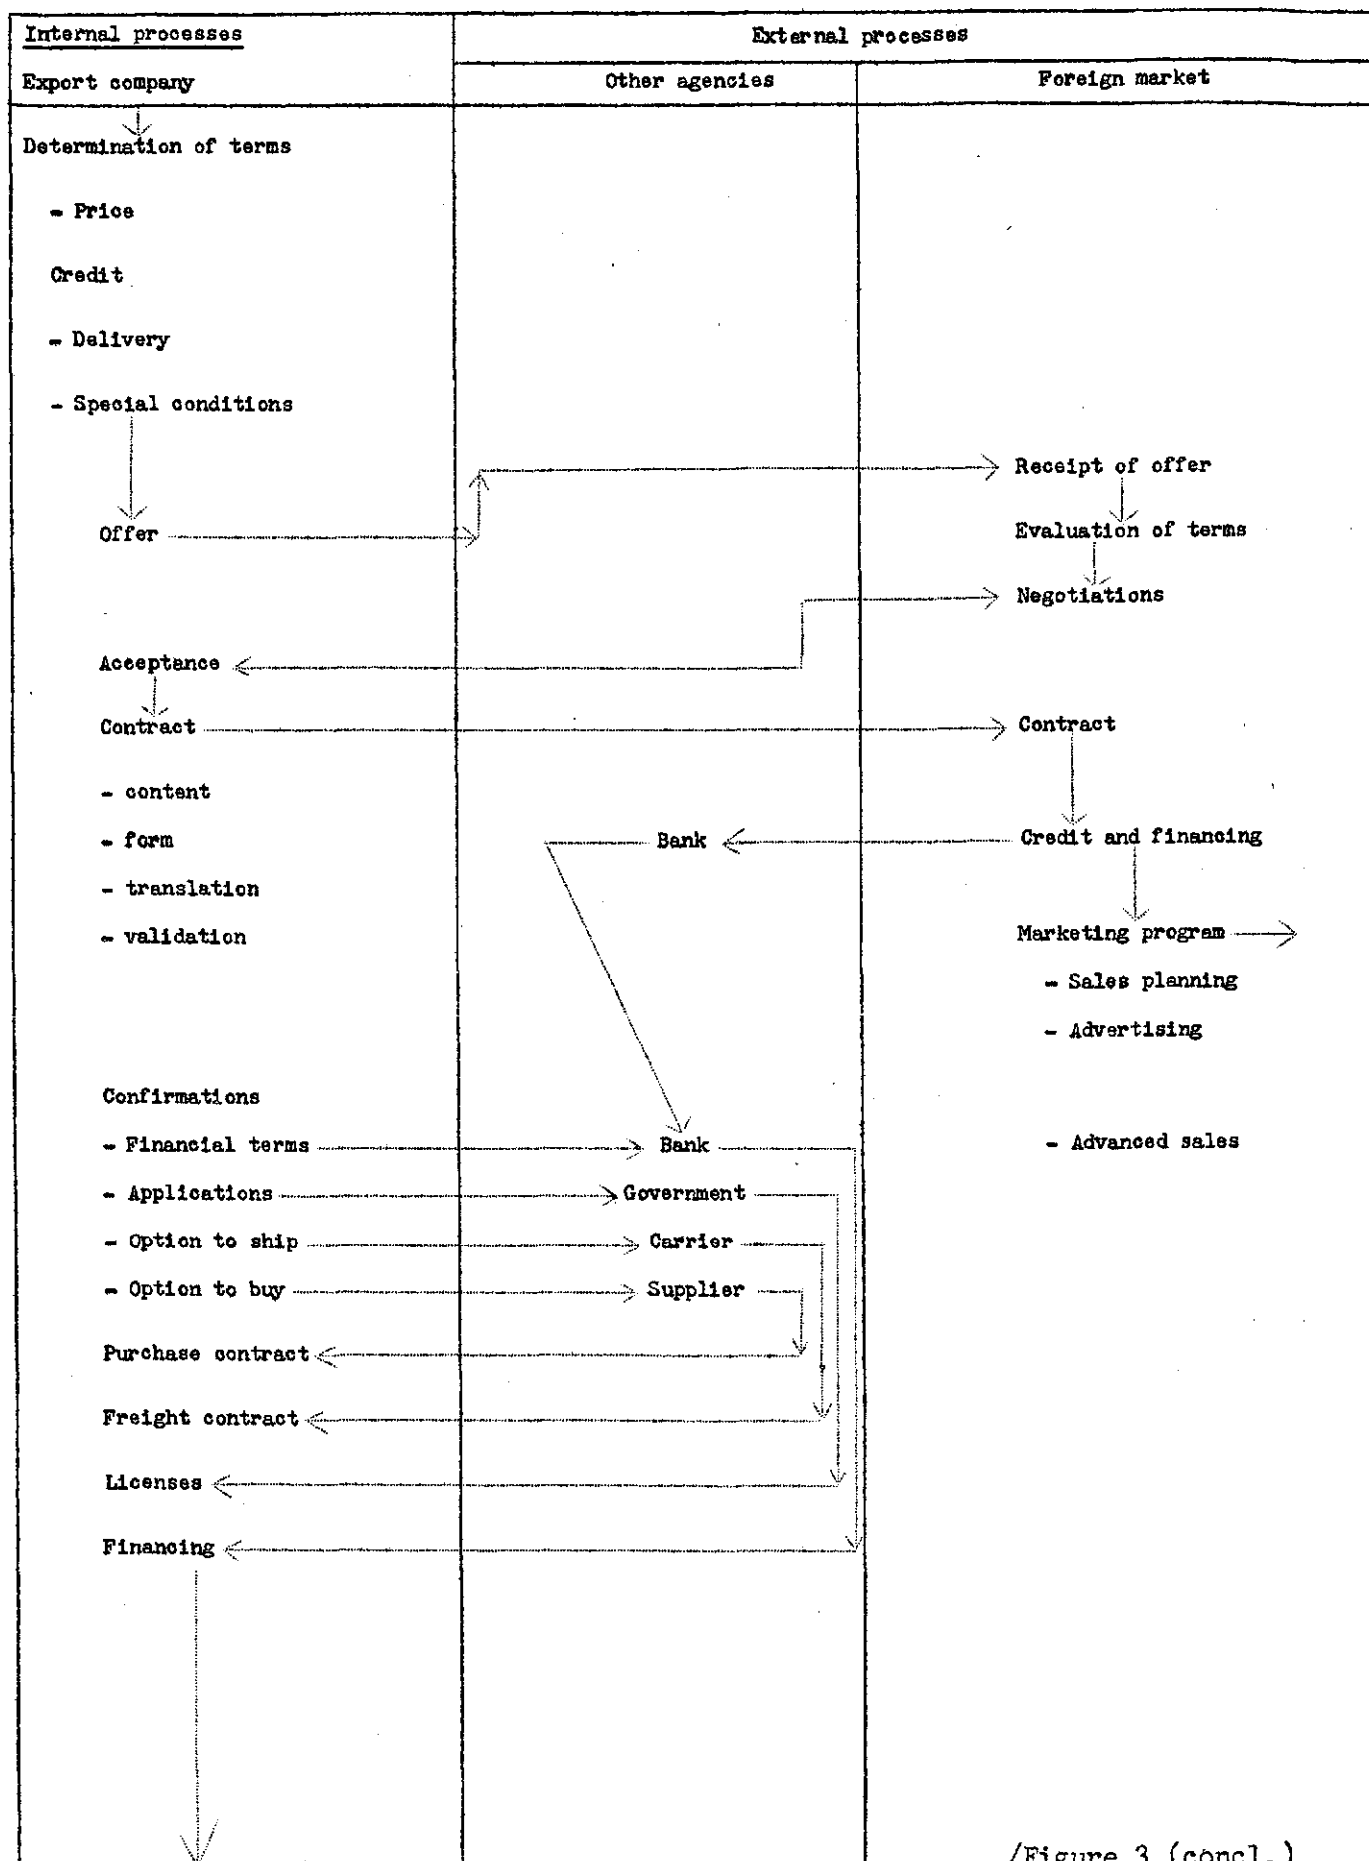 Internal processes
External processes
Export company
Other agencies
Foreign market
Determination of terms
- Price
Credit
- Delivery
- Special conditions
Receipt of offer
Offer
Evaluation of terms
Negotiations
Acceptance
Contract
Contract
- content
- form
Bank
Credit and financing
- translation
- validation
Marketing program
- Sales planning
- Advertising
Confirmations
- Financial terms
Bank
- Advanced sales
- Applications
Government
- Option to ship
Carrier
- Option to buy
Supplier
Purchase contract
Freight contract
Licenses
Financing
/Figure 3 (concl.)